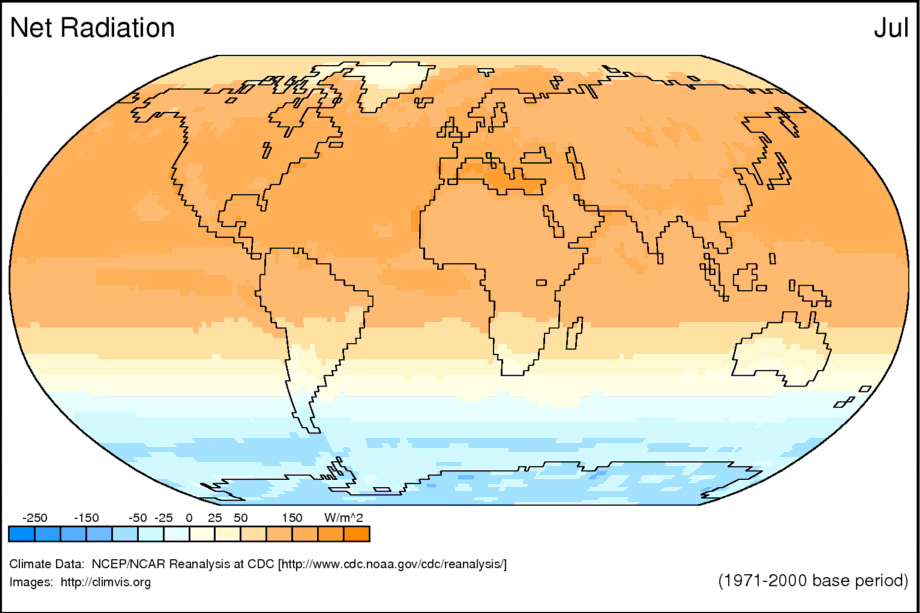 Net Radiation Jul
-250 -150 -50 -25 0 25 50 150 W/m^2
Climate Data: NCEP/NCAR Reanalysis at CDC [http://www.cdc.noaa.gov/cdc/reanalysis/]
Images: http://climvis.org (1971-2000 base period)